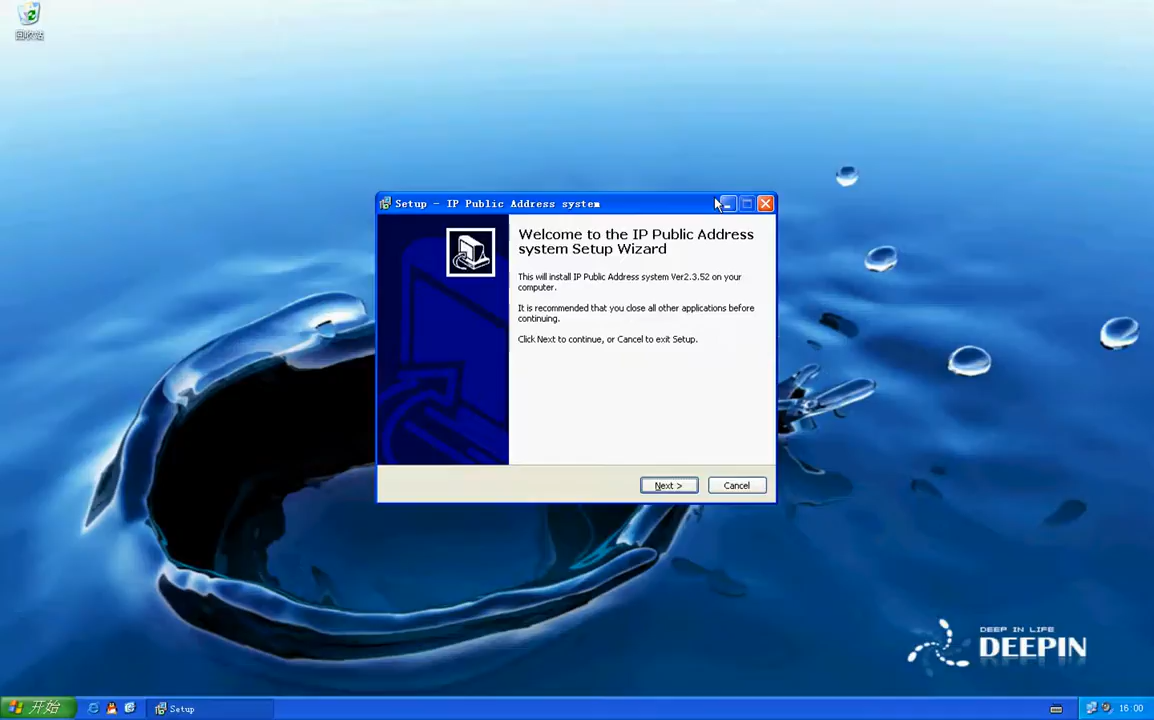 回收站
Setup - IP Public Address system
Welcome to the IP Public Address
system Setup Wizard
This will install IP Public Address system Ver2.3.52 on your
computer.
It is recommended that you close all other applications before
continuing.
Click Next to continue, or Cancel to exit Setup.
Next >
Cancel
DEEP IN LIFE
DEEPIN
开始
Setup
16:00